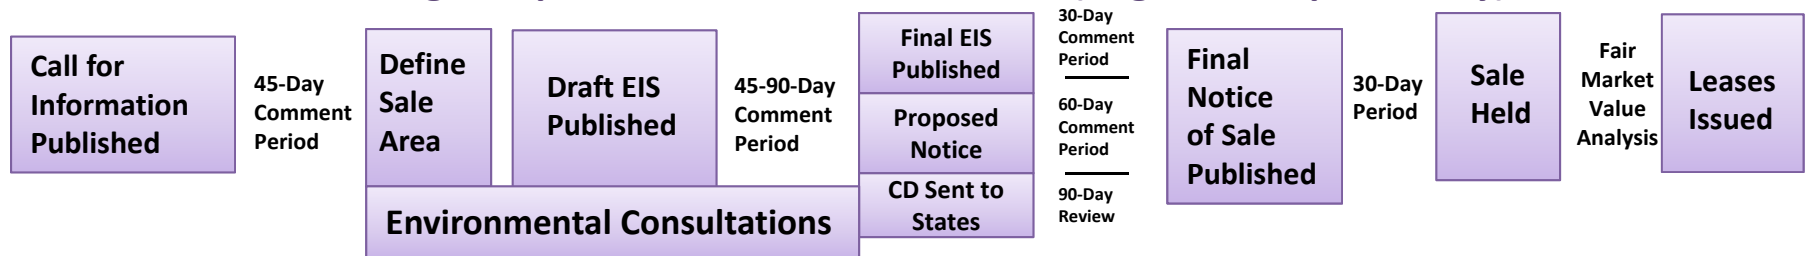 Call for
Information
Published
45-Day
Comment
Period
Define
Sale
Area
Draft EIS
Published
45-90-Day
Comment
Period
Environmental Consultations
Final EIS
Published
Proposed
Notice
CD Sent to
States
30-Day
Comment
Period
60-Day
Comment
Period
90-Day
Review
Final
Notice
of Sale
Published
30-Day
Period
Sale
Held
Fair
Market
Value
Analysis
Leases
Issued